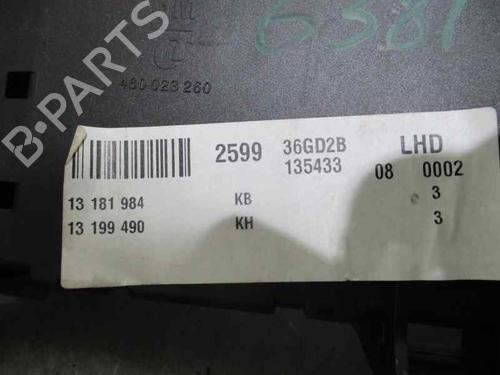 6381
480 023 260
B-PARTS
2599 36GD2B LHD
135433 08 0002
13 181 984 KB 3
13 199 490 KH 3